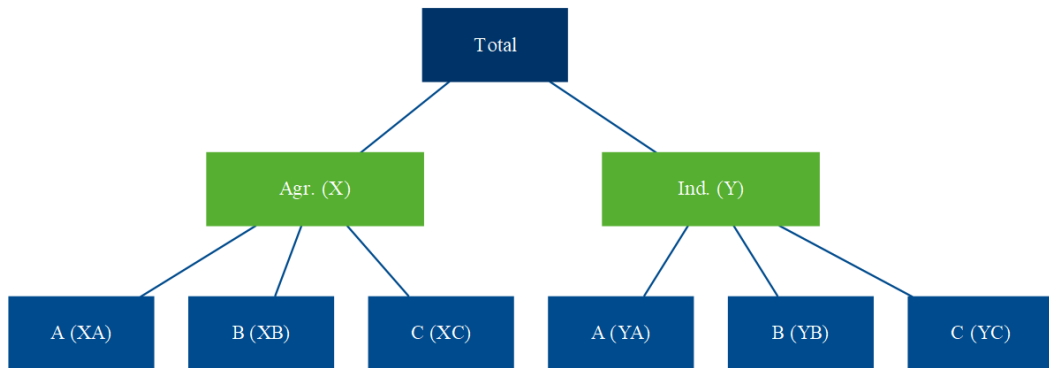 Total
Agr. (X)
Ind. (Y)
A (XA)
B (XB)
C (XC)
A (YA)
B (YB)
C (YC)